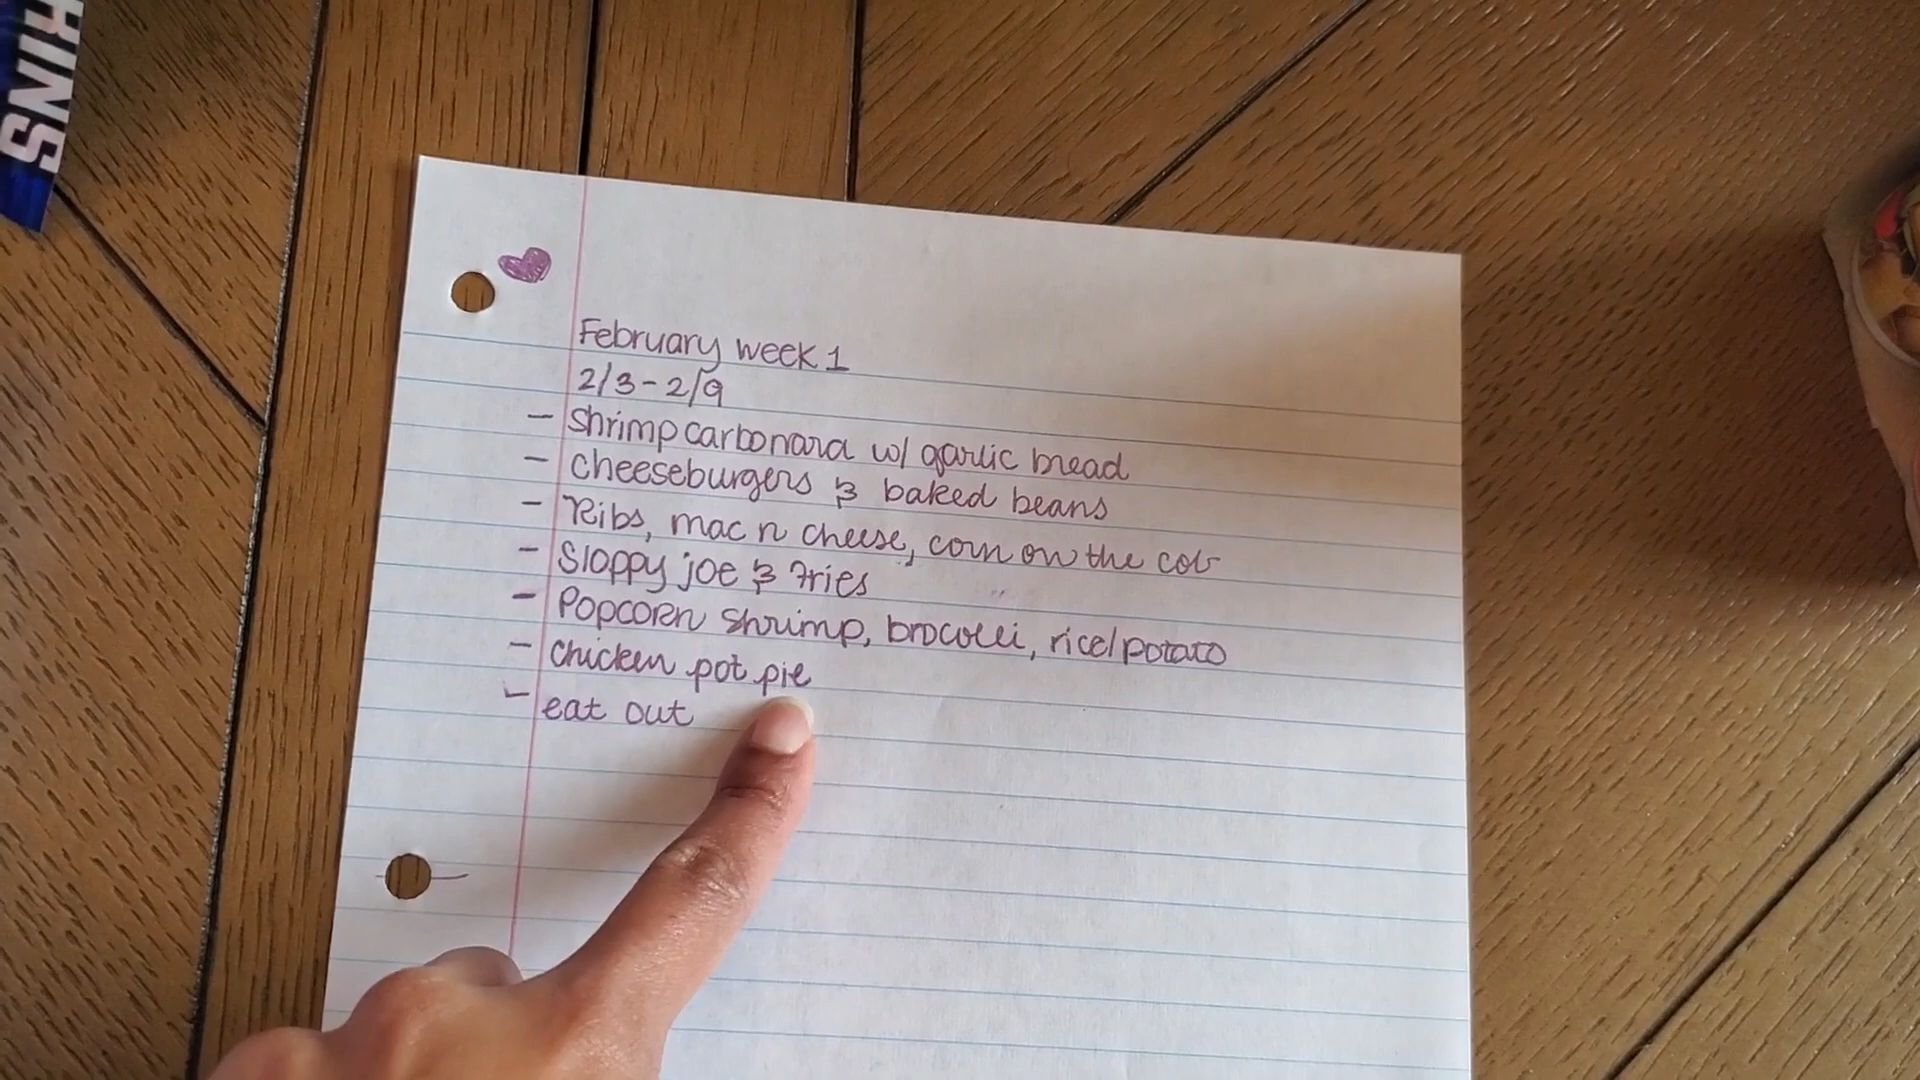 RINS
February week 1
2/3 - 2/9
- Shrimp carbonara w/ garlic bread
- Cheeseburgers & baked beans
- Ribs, mac n cheese, corn on the cob
- Sloppy joe & fries
- Popcorn shrimp, brocolli, rice/potato
- Chicken pot pie
- eat out